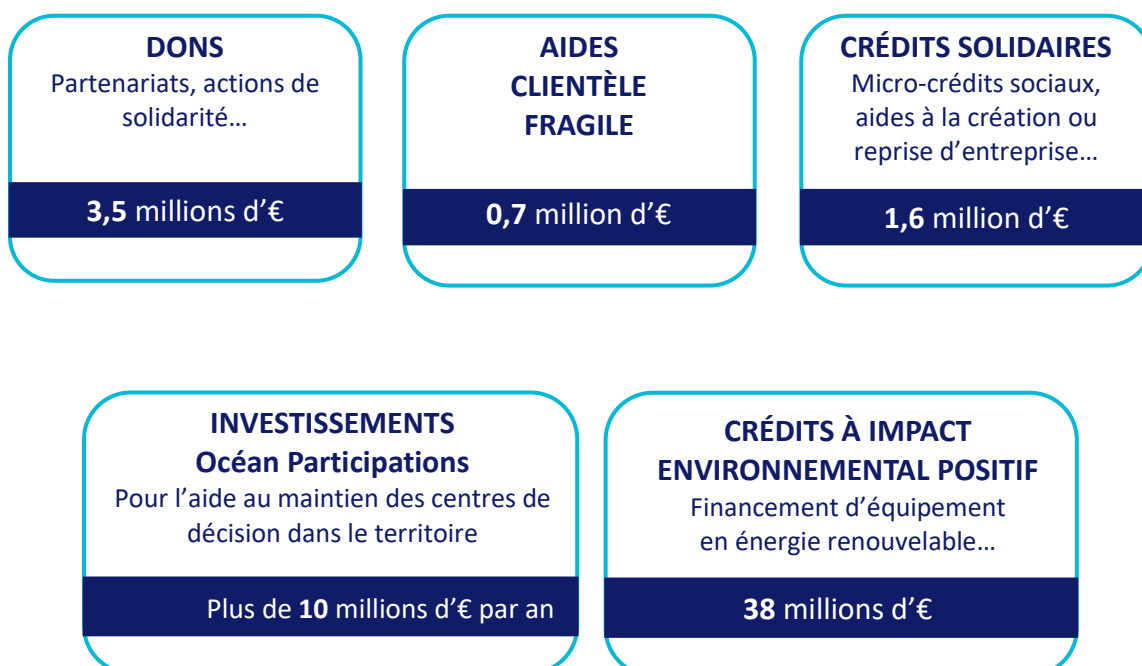 DONS
Partenariats, actions de
solidarité…
3,5 millions d’€
AIDES
CLIENTÈLE
FRAGILE
0,7 million d’€
CRÉDITS SOLIDAIRES
Micro-crédits sociaux,
aides à la création ou
reprise d’entreprise…
1,6 million d’€
INVESTISSEMENTS
Océan Participations
Pour l’aide au maintien des centres de
décision dans le territoire
Plus de 10 millions d’€ par an
CRÉDITS À IMPACT
ENVIRONNEMENTAL POSITIF
Financement d’équipement
en énergie renouvelable…
38 millions d’€